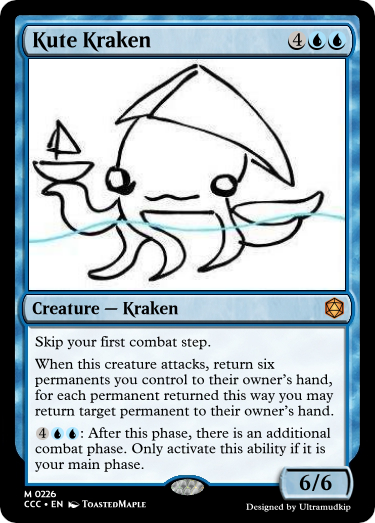 Kute Kraken 4
Creature — Kraken
Skip your first combat step.
When this creature attacks, return six
permanents you control to their owner's hand,
for each permanent returned this way you may
return target permanent to their owner's hand.
4: After this phase, there is an additional
combat phase. Only activate this ability if it is
your main phase.
6/6
M 0226
CCC • EN ToastedMaple
Designed by Ultramudkip